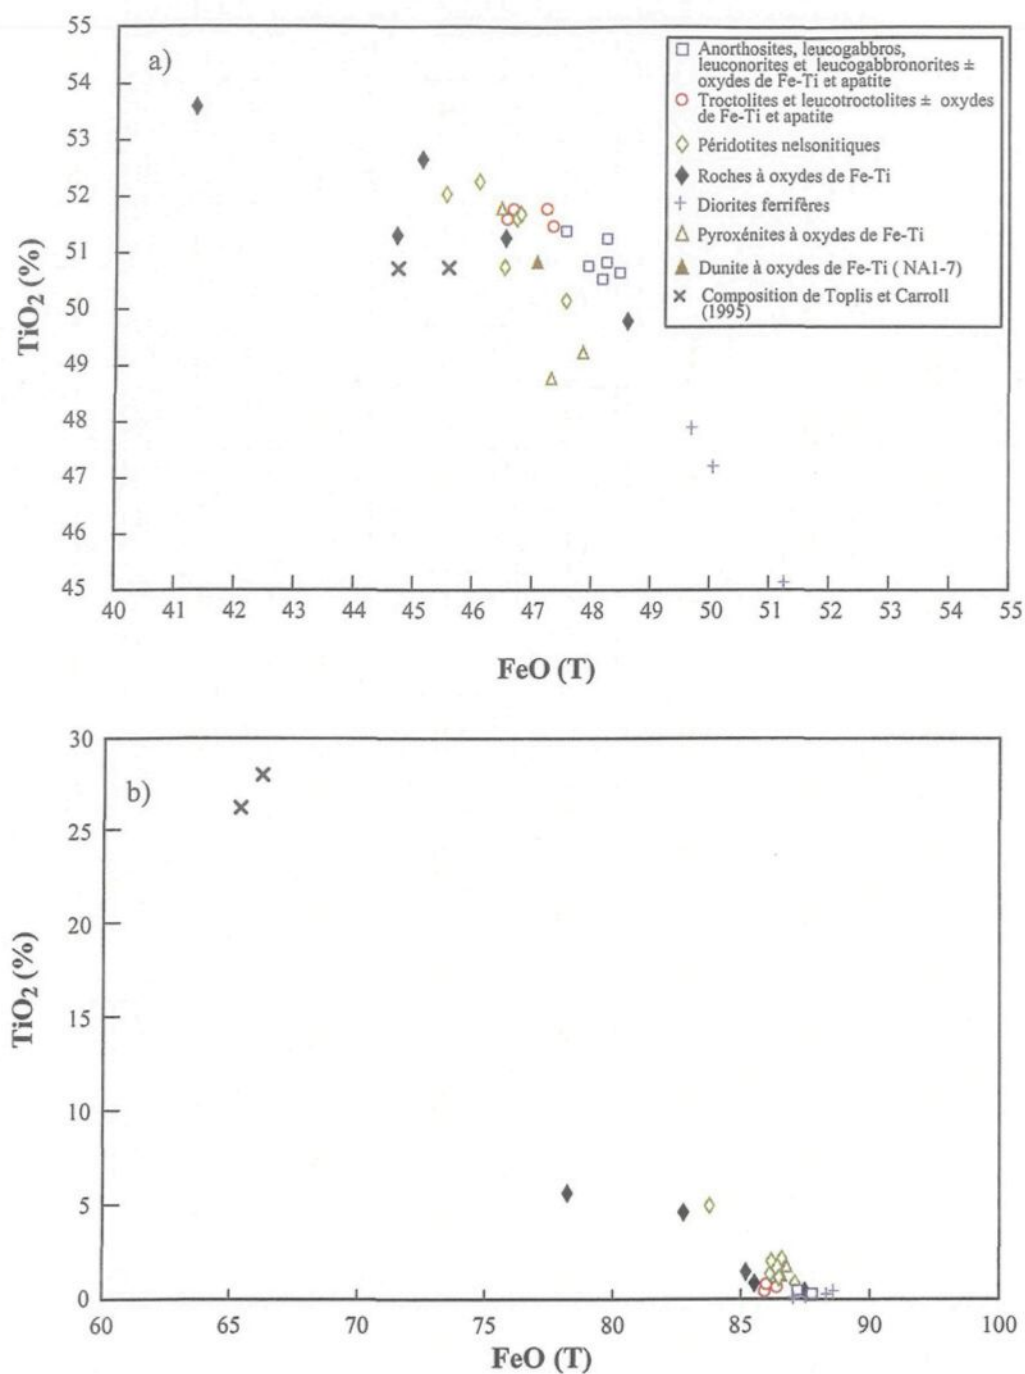 55
54
53
52
51
50
49
48
47
46
45
TiO2 (%)
a)
Anorthosites, leucogabbros,
leuconorites et leucogabbronorites ±
oxydes de Fe-Ti et apatite
Troctolites et leucotroctolites ± oxydes
de Fe-Ti et apatite
Péridotites nelsonitiques
Roches à oxydes de Fe-Ti
Diorites ferrifères
Pyroxénites à oxydes de Fe-Ti
Dunite à oxydes de Fe-Ti ( NA1-7)
Composition de Toplis et Carroll
(1995)
40 41 42 43 44 45 46 47 48 49 50 51 52 53 54 55
FeO (T)
30
25
20
15
10
5
0
TiO2 (%)
b)
60 65 70 75 80 85 90 95 100
FeO (T)